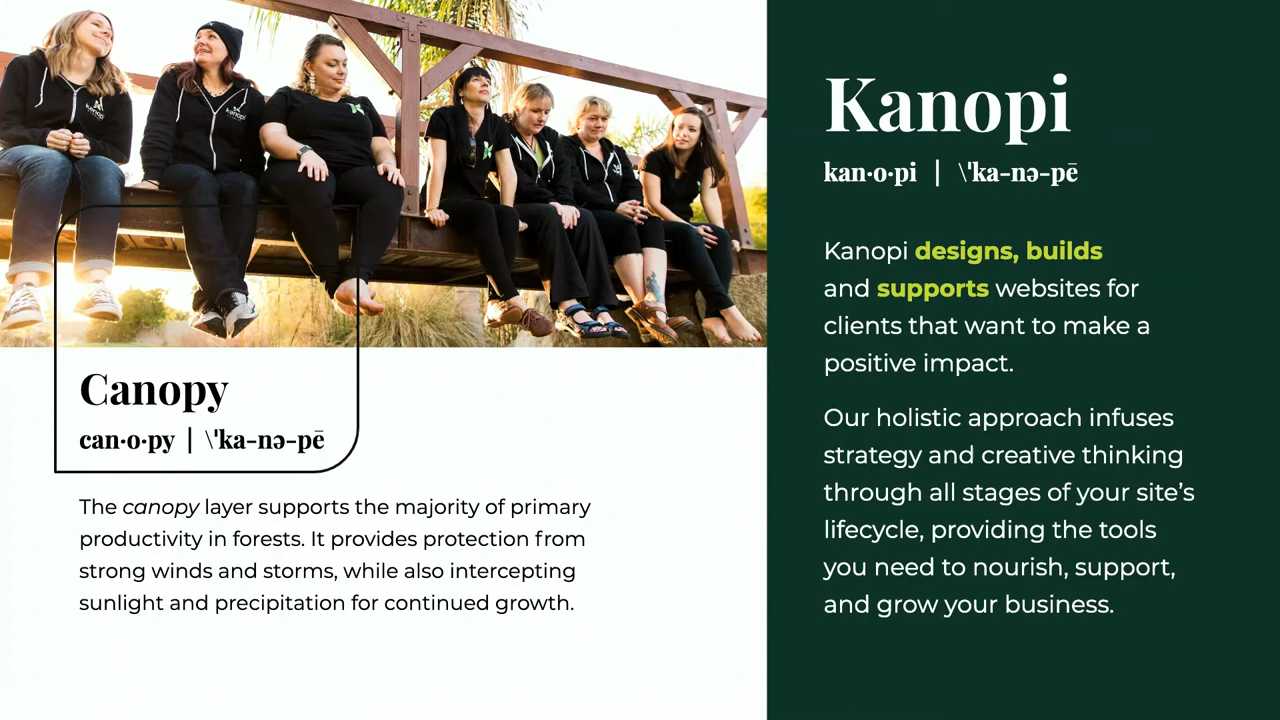 Canopy
can·o·py | \ˈka-nə-pē
The canopy layer supports the majority of primary
productivity in forests. It provides protection from
strong winds and storms, while also intercepting
sunlight and precipitation for continued growth.
Kanopi
kan·o·pi | \ˈka-nə-pē
Kanopi designs, builds
and supports websites for
clients that want to make a
positive impact.
Our holistic approach infuses
strategy and creative thinking
through all stages of your site’s
lifecycle, providing the tools
you need to nourish, support,
and grow your business.